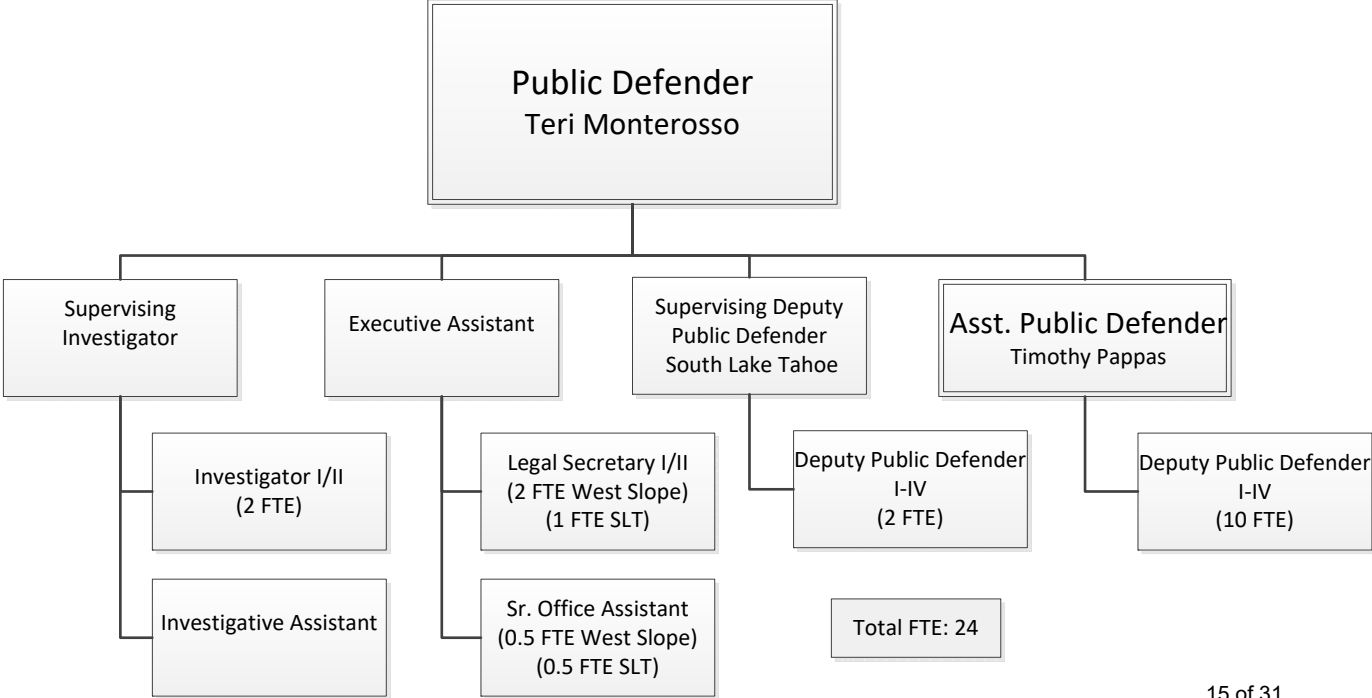 Public Defender
Teri Monterosso
Supervising
Investigator
Executive Assistant
Supervising Deputy
Public Defender
South Lake Tahoe
Asst. Public Defender
Timothy Pappas
Investigator I/II
(2 FTE)
Legal Secretary I/II
(2 FTE West Slope)
(1 FTE SLT)
Deputy Public Defender
I-IV
(2 FTE)
Deputy Public Defender
I-IV
(10 FTE)
Investigative Assistant
Sr. Office Assistant
(0.5 FTE West Slope)
(0.5 FTE SLT)
Total FTE: 24
15 of 31